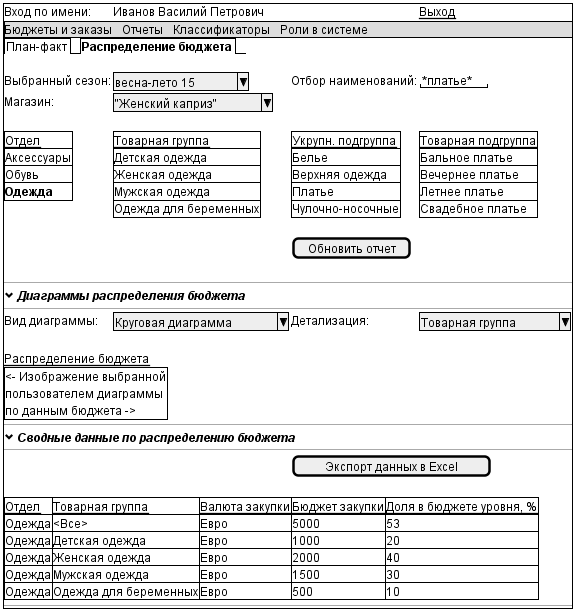 Вход по имени: Иванов Василий Петрович Выход
Бюджеты и заказы Отчеты Классификаторы Роли в системе
План-факт Распределение бюджета
Выбранный сезон: весна-лето 15 Отбор наименований: *платье*
Магазин: "Женский каприз"
Отдел Товарная группа Укрупн. подгруппа Товарная подгруппа
Аксессуары Детская одежда Белье Бальное платье
Обувь Женская одежда Верхняя одежда Вечернее платье
Одежда Мужская одежда Платье Летнее платье
Одежда для беременных Чулочно-носочные Свадебное платье
Обновить отчет
Диаграммы распределения бюджета
Вид диаграммы: Круговая диаграмма Детализация: Товарная группа
Распределение бюджета
<- Изображение выбранной
пользователем диаграммы
по данным бюджета ->
Сводные данные по распределению бюджета
Экспорт данных в Excel
Отдел Товарная группа Валюта закупки Бюджет закупки Доля в бюджете уровня, %
Одежда <Все> Евро 5000 53
Одежда Детская одежда Евро 1000 20
Одежда Женская одежда Евро 2000 40
Одежда Мужская одежда Евро 1500 30
Одежда Одежда для беременных Евро 500 10